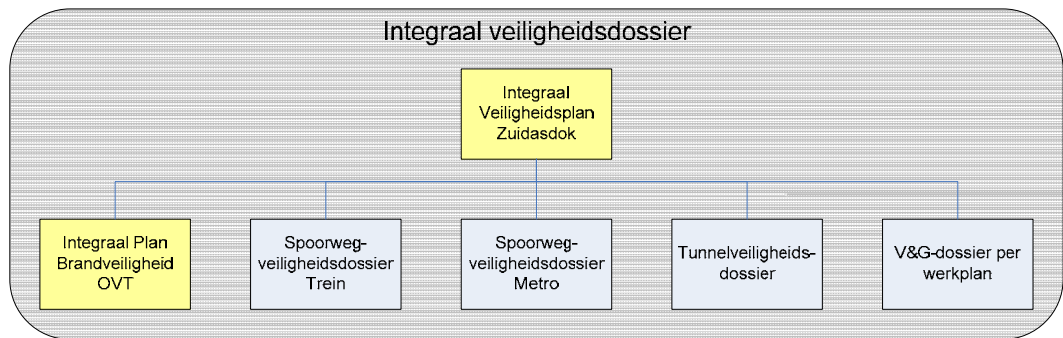 Integraal veiligheidsdossier
Integraal
Veiligheidsplan
Zuidasdok
Integraal Plan
Brandveiligheid
OVT
Spoorweg-
veiligheidsdossier
Trein
Spoorweg-
veiligheidsdossier
Metro
Tunnelveiligheids-
dossier
V&G-dossier per
werkplan